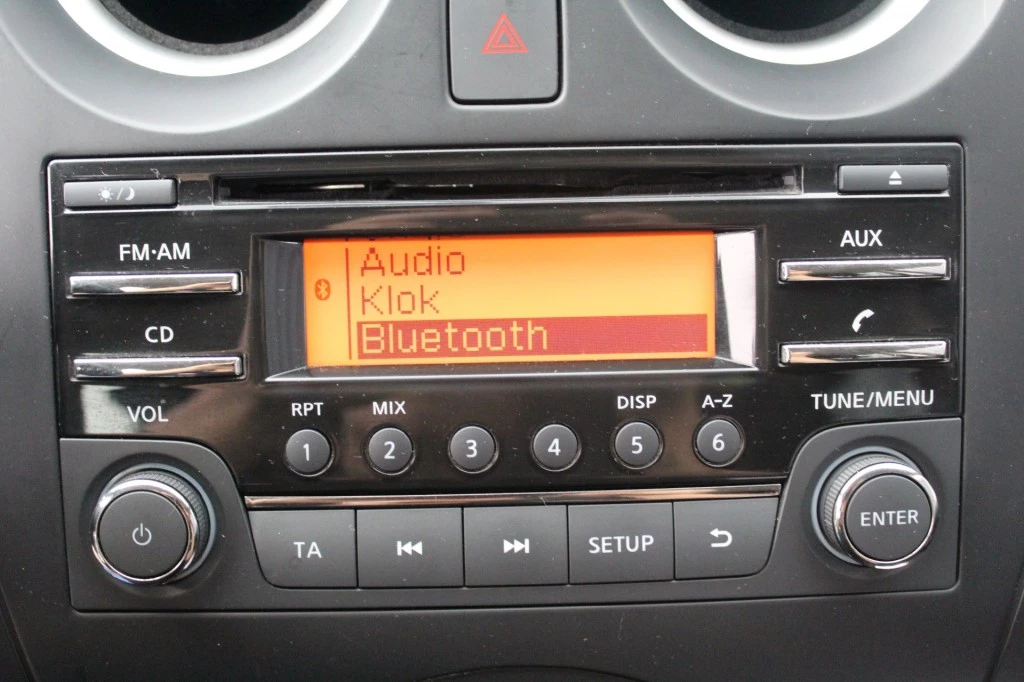 FM·AM
CD
VOL
Audio
Klok
Bluetooth
AUX
TUNE/MENU
RPT
MIX
DISP
A-Z
1
2
3
4
5
6
TA
SETUP
ENTER